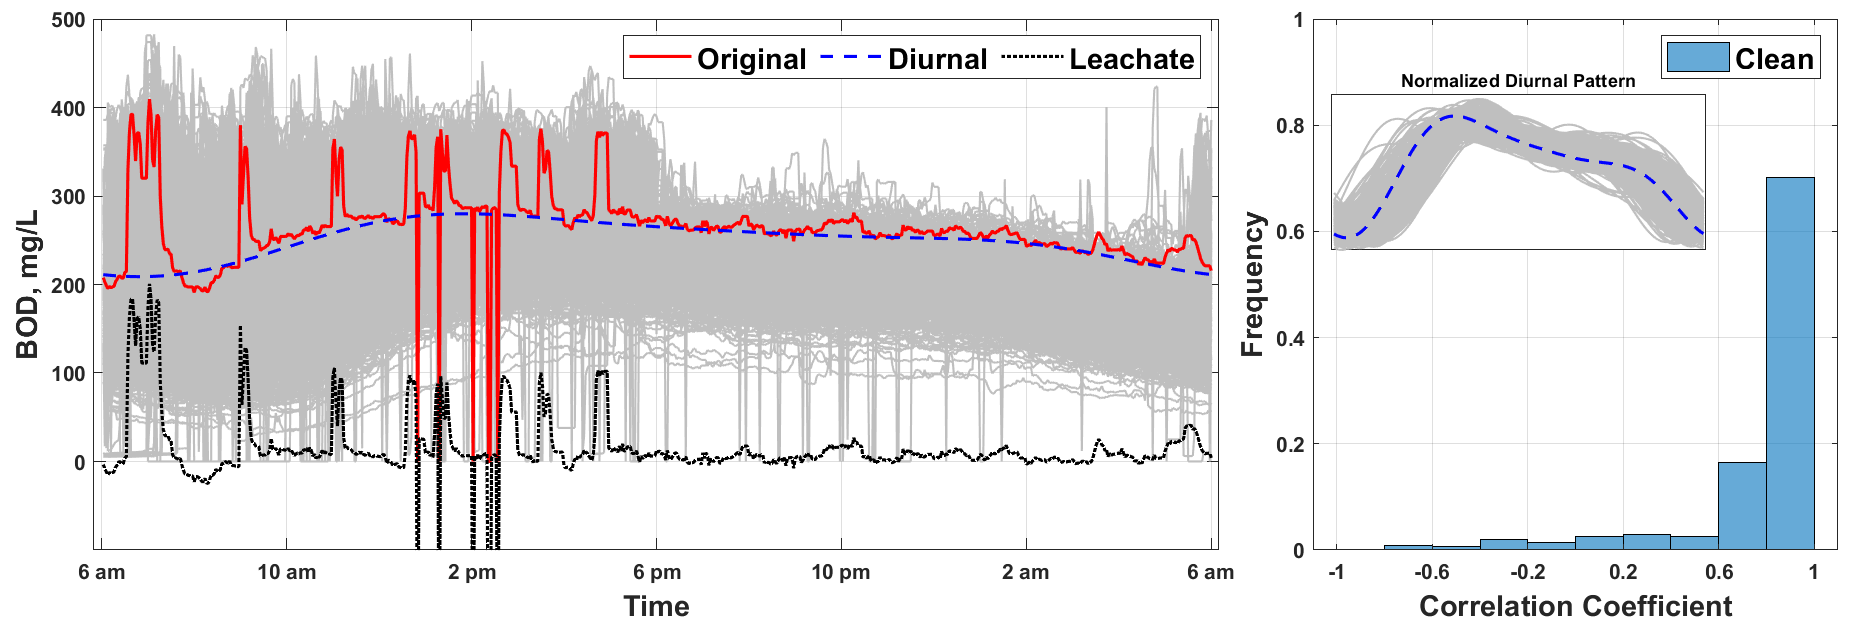 500
400
300
200
100
0
BOD, mg/L
Original Diurnal Leachate
6 am 10 am 2 pm 6 pm 10 pm 2 am 6 am
Time
1
0.8
0.6
0.4
0.2
0
Frequency
Clean
Normalized Diurnal Pattern
-1 -0.6 -0.2 0.2 0.6 1
Correlation Coefficient